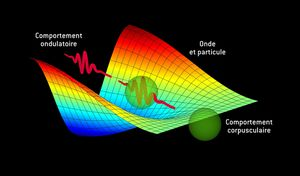 Comportement
ondulatoire
Onde
et particule
Comportement
corpusculaire